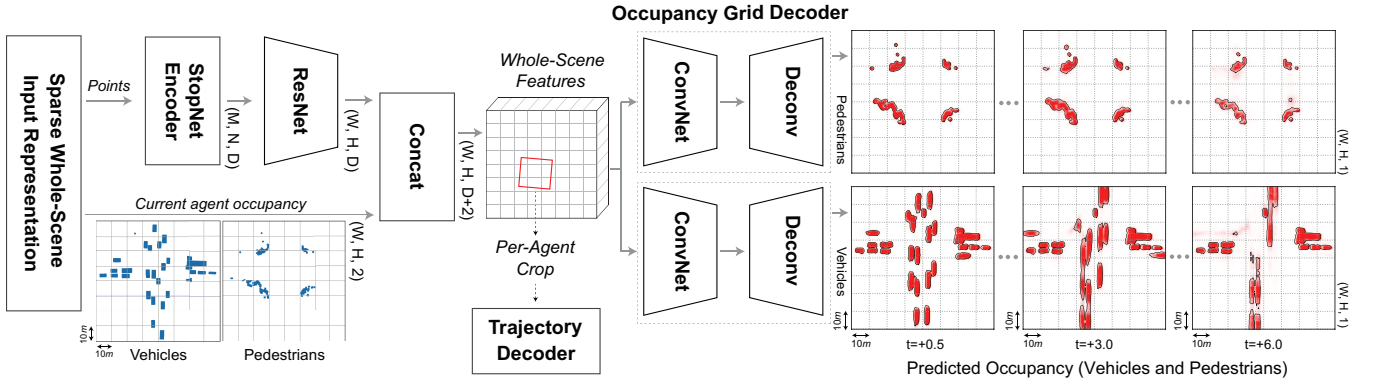 Occupancy Grid Decoder
Sparse Whole-Scene
Input Representation
Points
StopNet
Encoder
(M, N, D)
ResNet
(W, H, D)
Current agent occupancy
(W, H, 2)
10m
10m
Vehicles
Pedestrians
Concat
(W, H, D+2)
Whole-Scene
Features
Per-Agent
Crop
Trajectory
Decoder
ConvNet
Deconv
Pedestrians
(W, H, 1)
ConvNet
Deconv
Vehicles
(W, H, 1)
10m
10m
t=+0.5
10m
t=+3.0
10m
t=+6.0
Predicted Occupancy (Vehicles and Pedestrians)